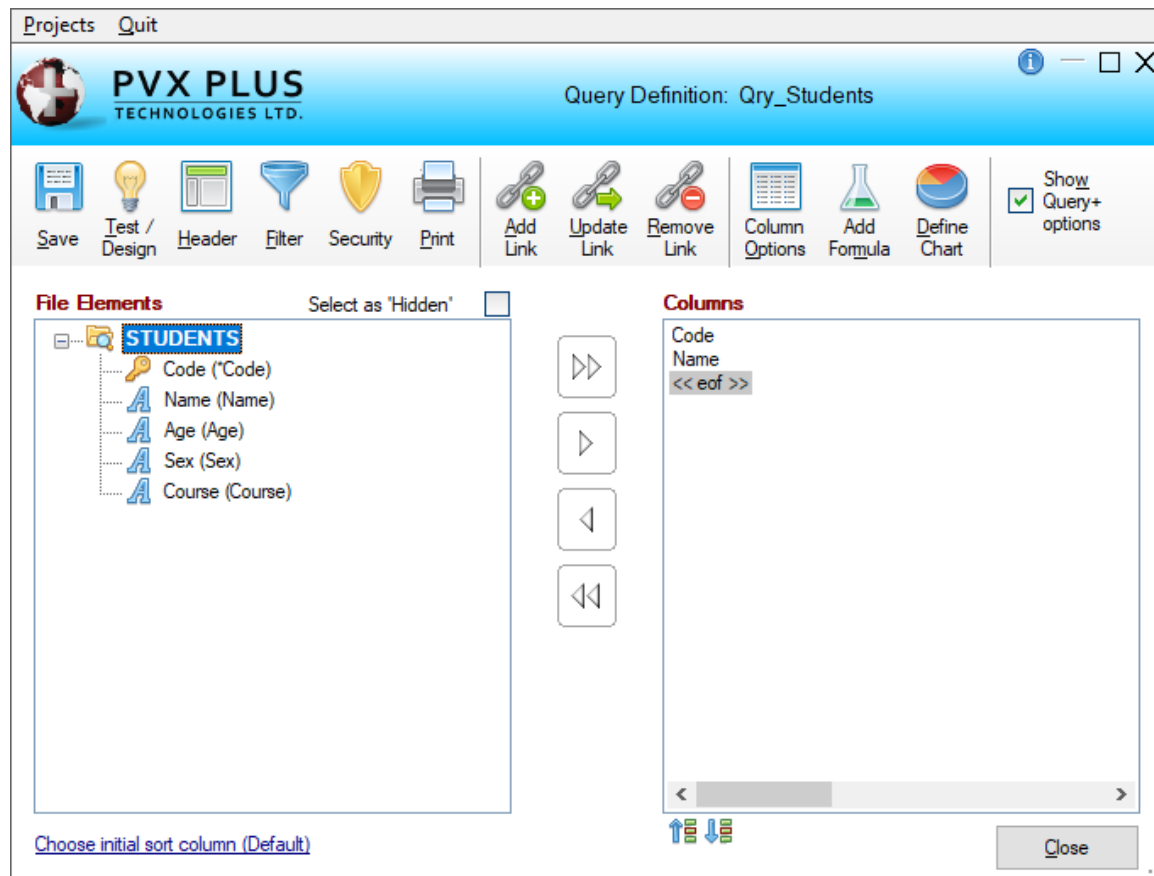 Projects Quit
PVX PLUS
TECHNOLOGIES LTD.
Query Definition: Qry_Students
Save
Test /
Design
Header
Filter
Security
Print
Add
Link
Update
Link
Remove
Link
Column
Options
Add
Formula
Define
Chart
Show
Query+
options
File Elements
Select as 'Hidden'
Columns
STUDENTS
Code (*Code)
Name (Name)
Age (Age)
Sex (Sex)
Course (Course)
Code
Name
<< eof >>
Choose initial sort column (Default)
Close